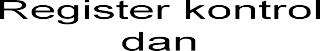 Register kontrol
dan